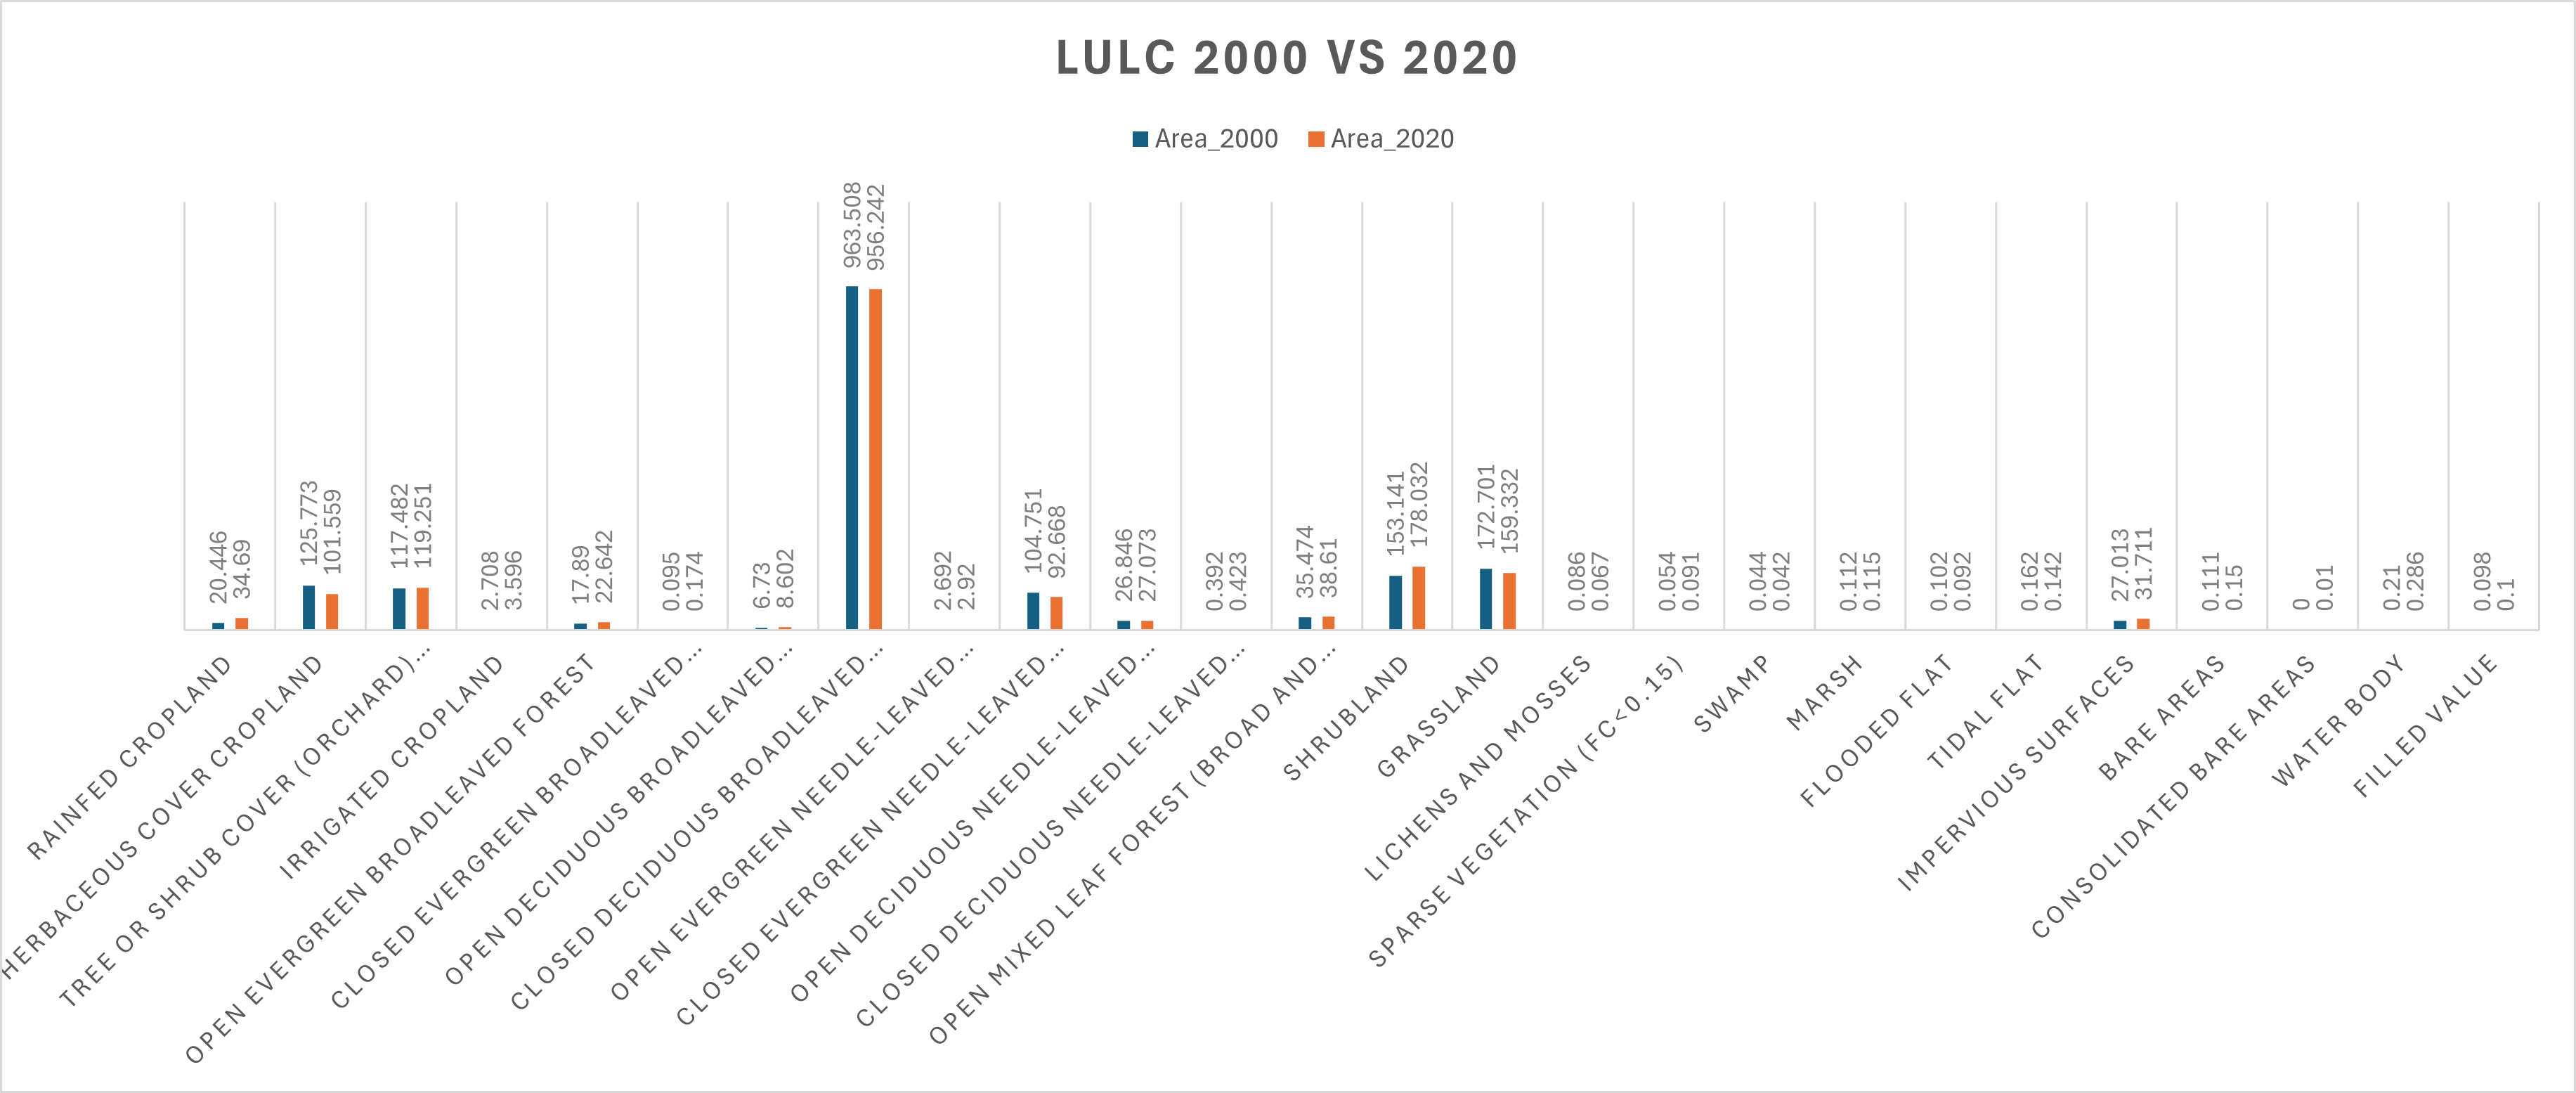 LULC 2000 VS 2020
Area_2000 Area_2020
20.446 34.69
125.773 101.559
117.482 119.251
2.708 3.596
17.89 22.642
0.095 0.174
6.73 8.602
963.508 956.242
2.692 2.92
104.751 92.668
26.846 27.073
0.392 0.423
35.474 38.61
153.141 178.032
172.701 159.332
0.086 0.067
0.054 0.091
0.044 0.042
0.112 0.115
0.102 0.092
0.162 0.142
27.013 31.711
0.111 0.15
0 0.01
0.21 0.286
0.098 0.1
RAINFED CROPLAND
HERBACEOUS COVER CROPLAND
TREE OR SHRUB COVER (ORCHARD)...
IRRIGATED CROPLAND
OPEN EVERGREEN BROADLEAVED FOREST
CLOSED EVERGREEN BROADLEAVED...
OPEN DECIDUOUS BROADLEAVED...
CLOSED DECIDUOUS BROADLEAVED...
OPEN EVERGREEN NEEDLE-LEAVED...
CLOSED EVERGREEN NEEDLE-LEAVED...
OPEN DECIDUOUS NEEDLE-LEAVED...
CLOSED DECIDUOUS NEEDLE-LEAVED...
OPEN MIXED LEAF FOREST (BROAD AND...
SHRUBLAND
GRASSLAND
LICHENS AND MOSSES
SPARSE VEGETATION (FC<0.15)
SWAMP
MARSH
FLOODED FLAT
TIDAL FLAT
IMPERVIOUS SURFACES
BARE AREAS
CONSOLIDATED BARE AREAS
WATER BODY
FILLED VALUE